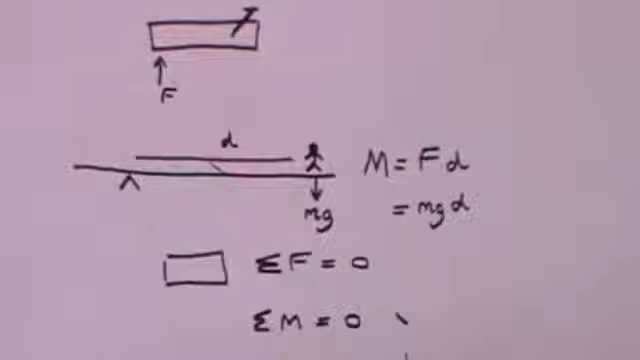 F
d
M = Fd
mg
= mgd
ΣF = 0
ΣM = 0